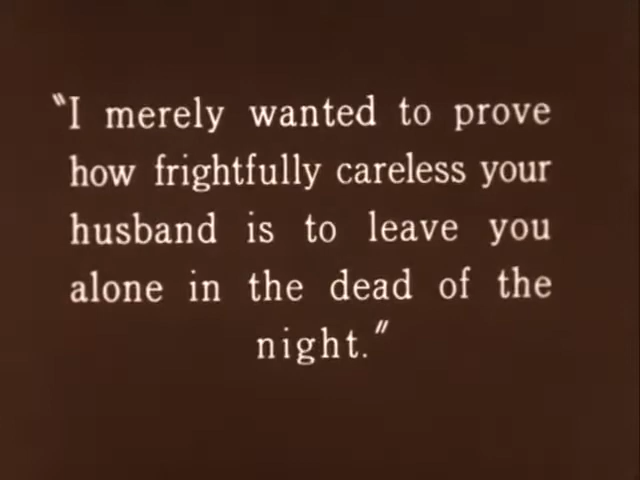 "I merely wanted to prove
how frightfully careless your
husband is to leave you
alone in the dead of the
night."